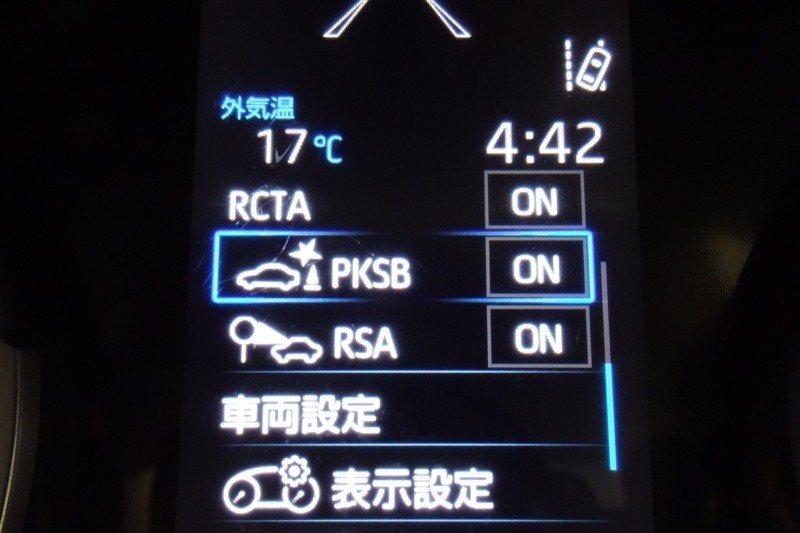 外気温
17℃ 4:42
RCTA ON
PKSB ON
RSA ON
車両設定
表示設定